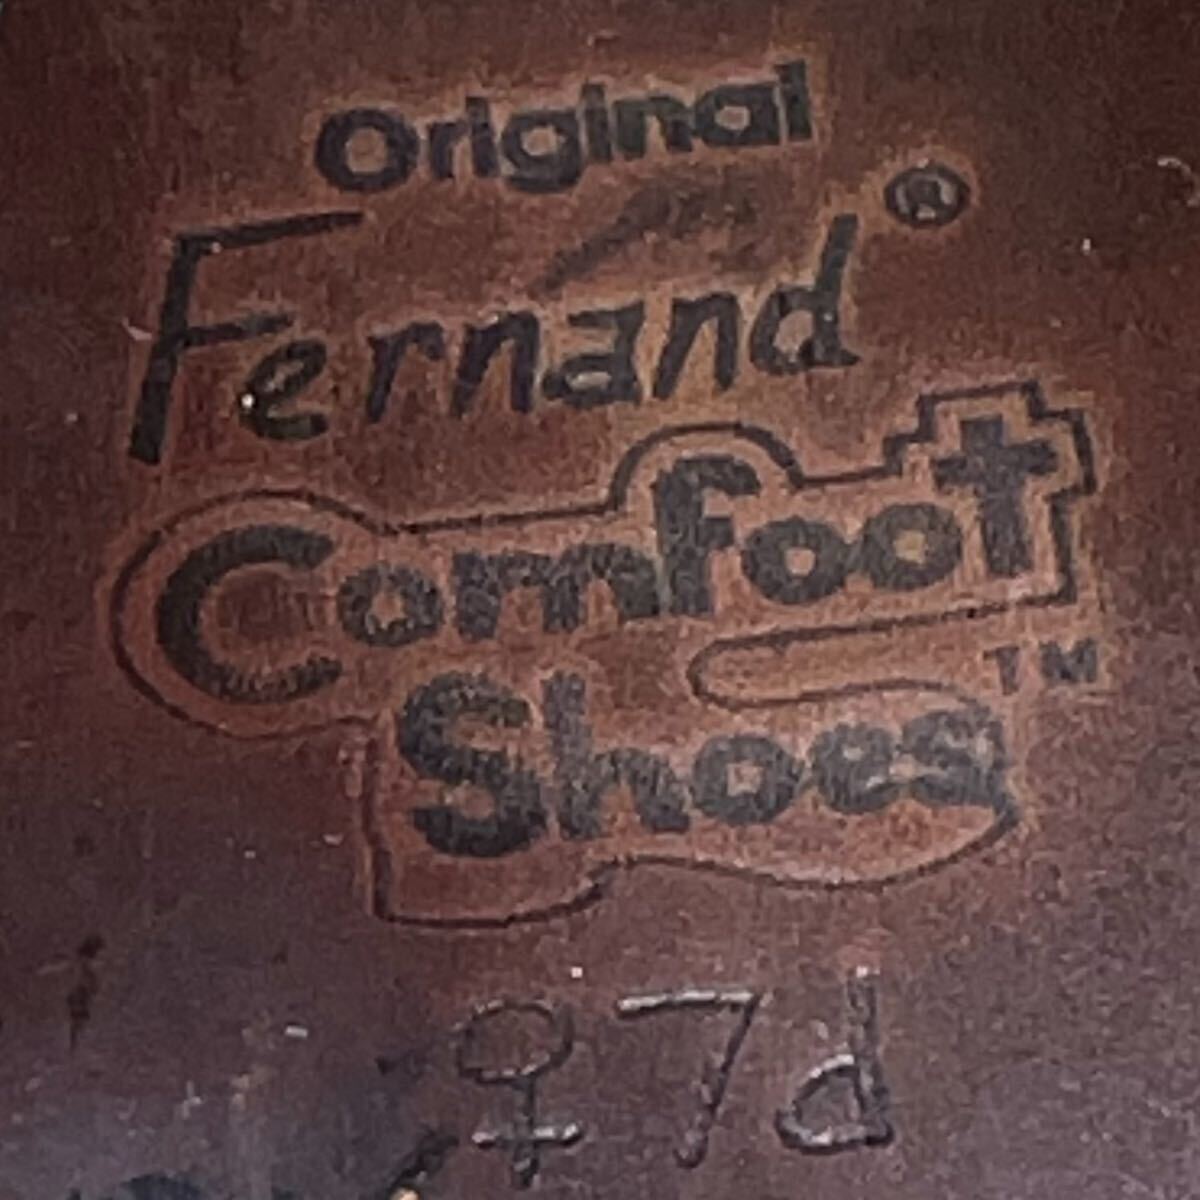 Original
Fernand®
Comfoot
Shoes™
♀7d